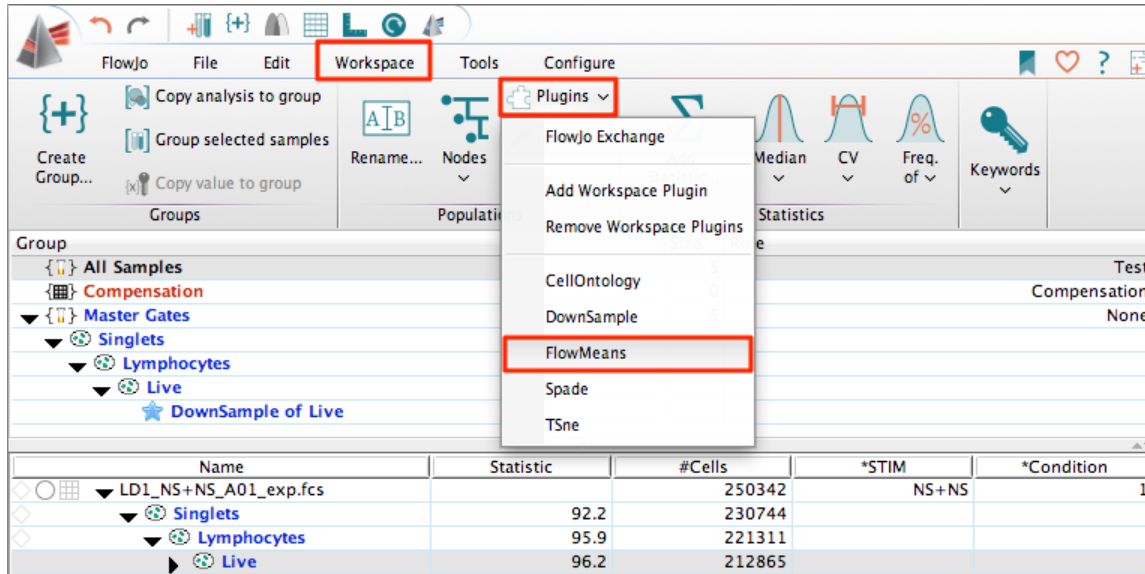 FlowJo File Edit Workspace Tools Configure
{+} Copy analysis to group
Group selected samples
Copy value to group
Create Group...
Groups
AIB
Rename...
Nodes
Populati
Plugins
FlowJo Exchange
Add Workspace Plugin
Remove Workspace Plugins
CellOntology
DownSample
FlowMeans
Spade
TSne
Σ
Median
CV
%
Freq. of
Statistics
Keywords
?
Group
{ } All Samples Test
{ } Compensation Compensation
{ } Master Gates None
Singlets
Lymphocytes
Live
DownSample of Live
Name Statistic #Cells *STIM *Condition
LD1_NS+NS_A01_exp.fcs 250342 NS+NS 1
Singlets 92.2 230744
Lymphocytes 95.9 221311
Live 96.2 212865